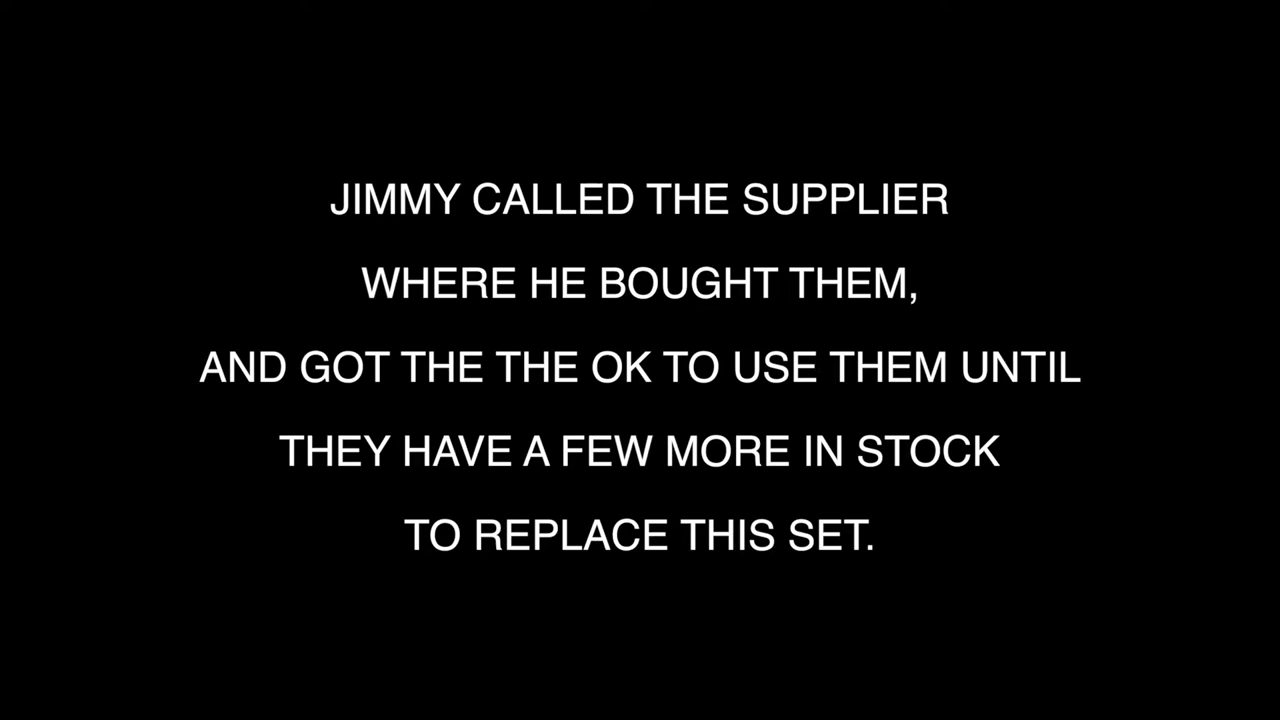 JIMMY CALLED THE SUPPLIER
WHERE HE BOUGHT THEM,
AND GOT THE THE OK TO USE THEM UNTIL
THEY HAVE A FEW MORE IN STOCK
TO REPLACE THIS SET.